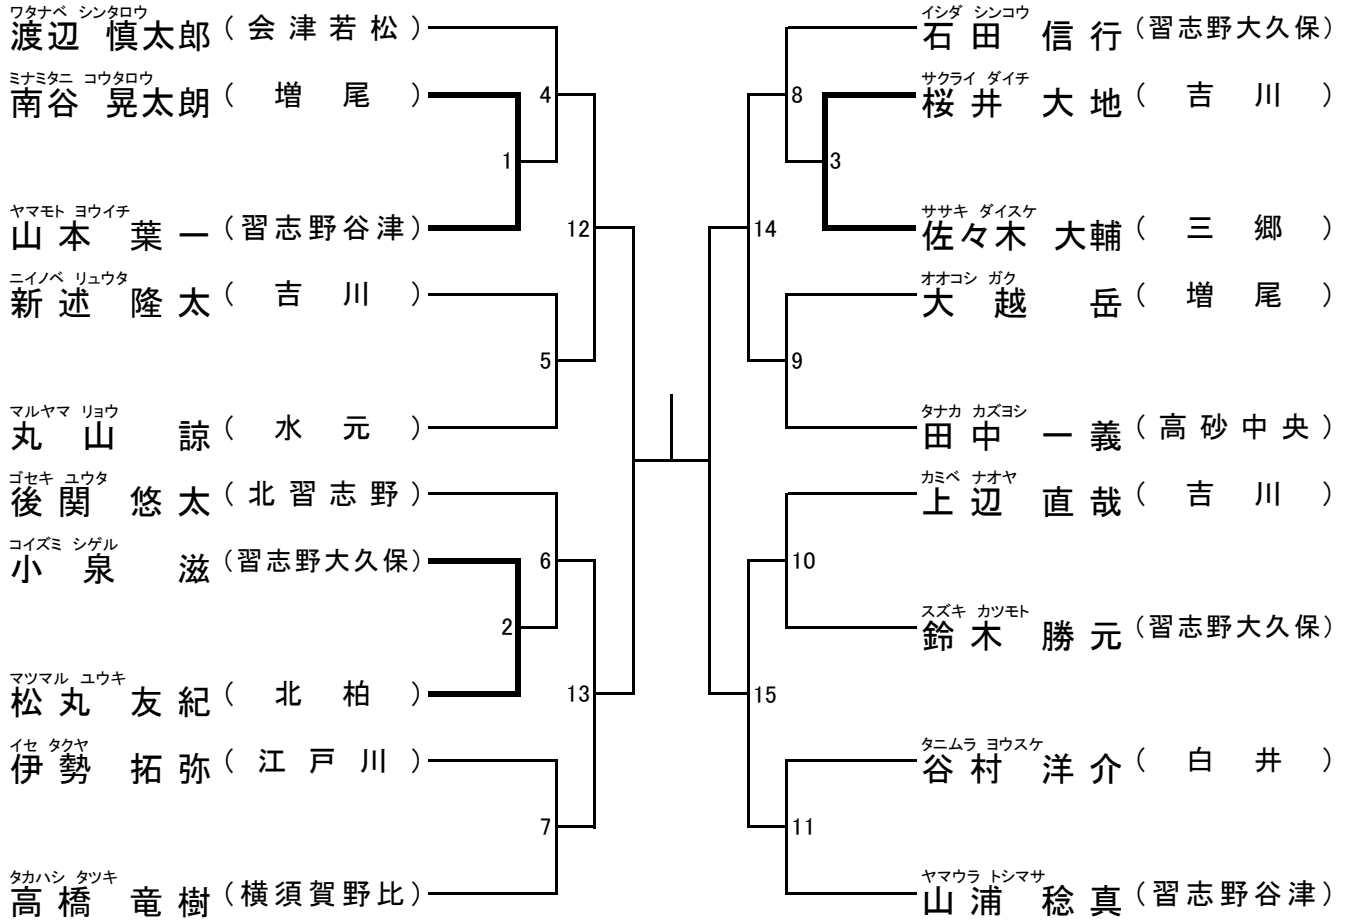 ワタナベ シンタロウ
渡辺 慎太郎 (会津若松)
ミナミタニ コウタロウ
南谷 晃太朗 (増尾)
ヤマモト ヨウイチ
山本 葉一 (習志野谷津)
ニイノベ リュウタ
新述 隆太 (吉川)
マルヤマ リョウ
丸山 諒 (水元)
ゴセキ ユウタ
後関 悠太 (北習志野)
コイズミ シゲル
小泉 滋 (習志野大久保)
マツマル ユウキ
松丸 友紀 (北柏)
イセ タクヤ
伊勢 拓弥 (江戸川)
タカハシ タツキ
高橋 竜樹 (横須賀野比)
4
1
12
5
6
2
13
7
8
3
14
9
10
15
11
イシダ シンコウ
石田 信行 (習志野大久保)
サクライ ダイチ
桜井 大地 (吉川)
ササキ ダイスケ
佐々木 大輔 (三郷)
オオコシ ガク
大越 岳 (増尾)
タナカ カズヨシ
田中 一義 (高砂中央)
カミベ ナオヤ
上辺 直哉 (吉川)
スズキ カツモト
鈴木 勝元 (習志野大久保)
タニムラ ヨウスケ
谷村 洋介 (白井)
ヤマウラ トシマサ
山浦 稔真 (習志野谷津)